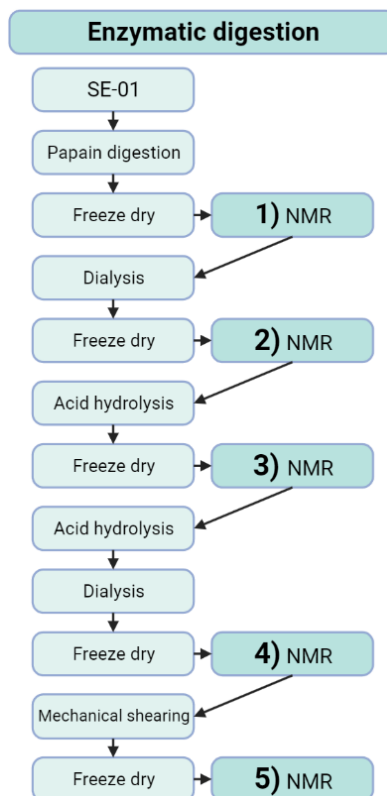 Enzymatic digestion
SE-01
Papain digestion
Freeze dry
1) NMR
Dialysis
Freeze dry
2) NMR
Acid hydrolysis
Freeze dry
3) NMR
Acid hydrolysis
Dialysis
Freeze dry
4) NMR
Mechanical shearing
Freeze dry
5) NMR